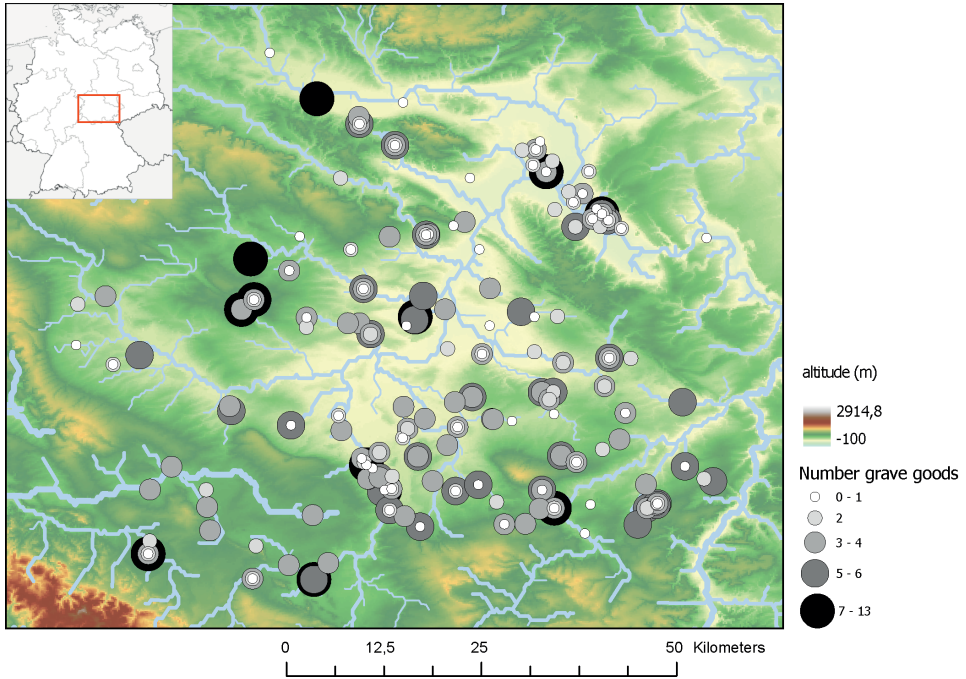 altitude (m)
2914,8
-100
Number grave goods
0 - 1
2
3 - 4
5 - 6
7 - 13
0 12,5 25 50 Kilometers